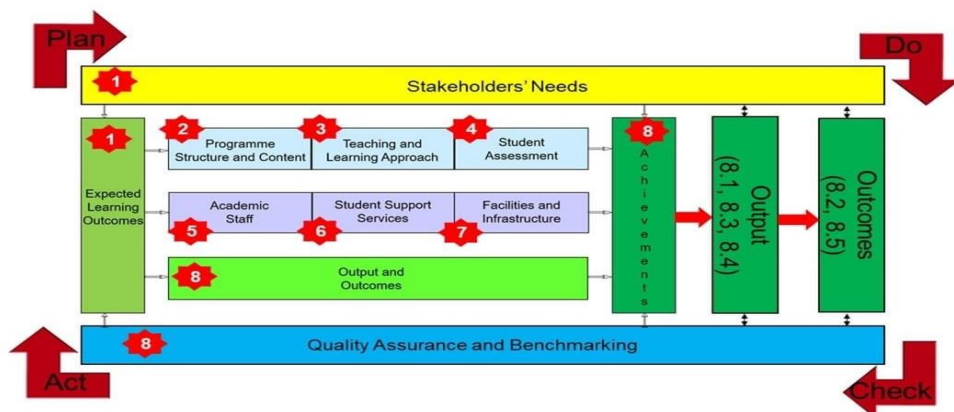 Plan
Do
1
Stakeholders' Needs
1
Expected
Learning
Outcomes
2
Programme
Structure and Content
3
Teaching and
Learning Approach
4
Student
Assessment
Academic
Staff
5
Student Support
Services
6
Facilities and
Infrastructure
7
8
Output and
Outcomes
8
Achievements
Output
(8.1, 8.3, 8.4)
Outcomes
(8.2, 8.5)
8
Quality Assurance and Benchmarking
Act
Check